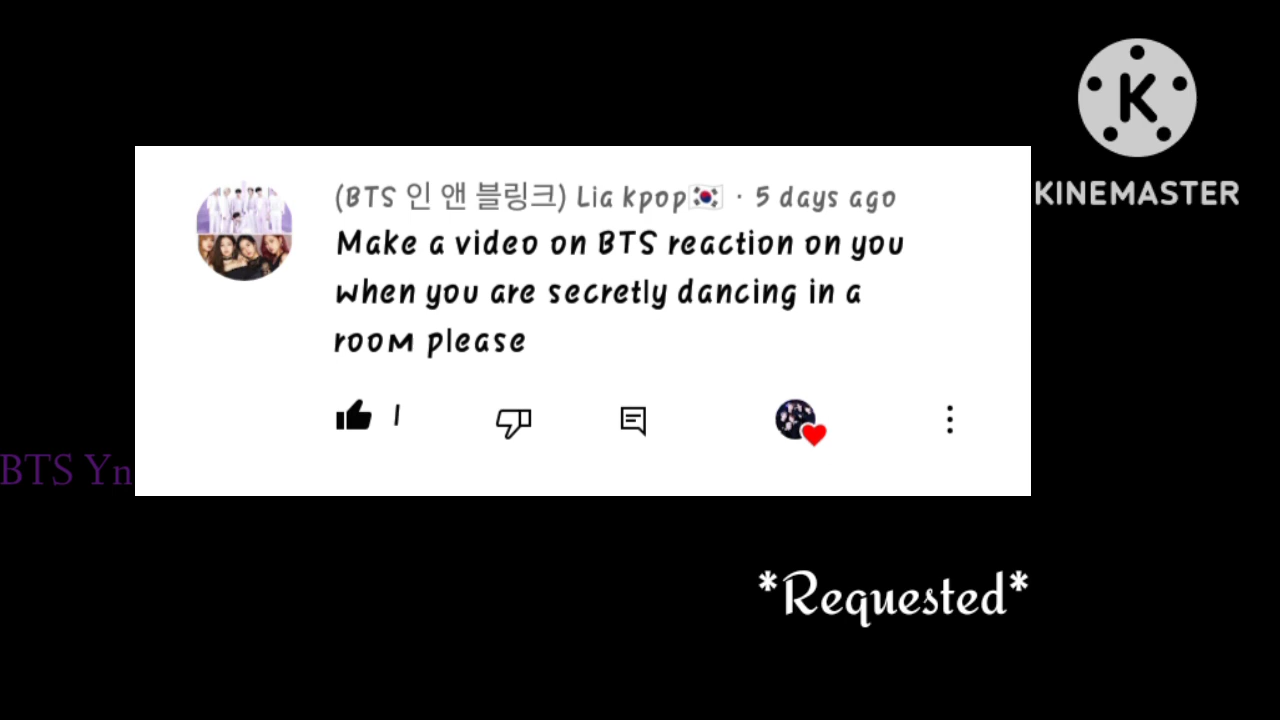 K
KINEMASTER
(BTS 인 앤 블링크) Lia kpop🇰🇷 · 5 days ago
Make a video on BTS reaction on you
when you are secretly dancing in a
room please
1
BTS Yn
*Requested*